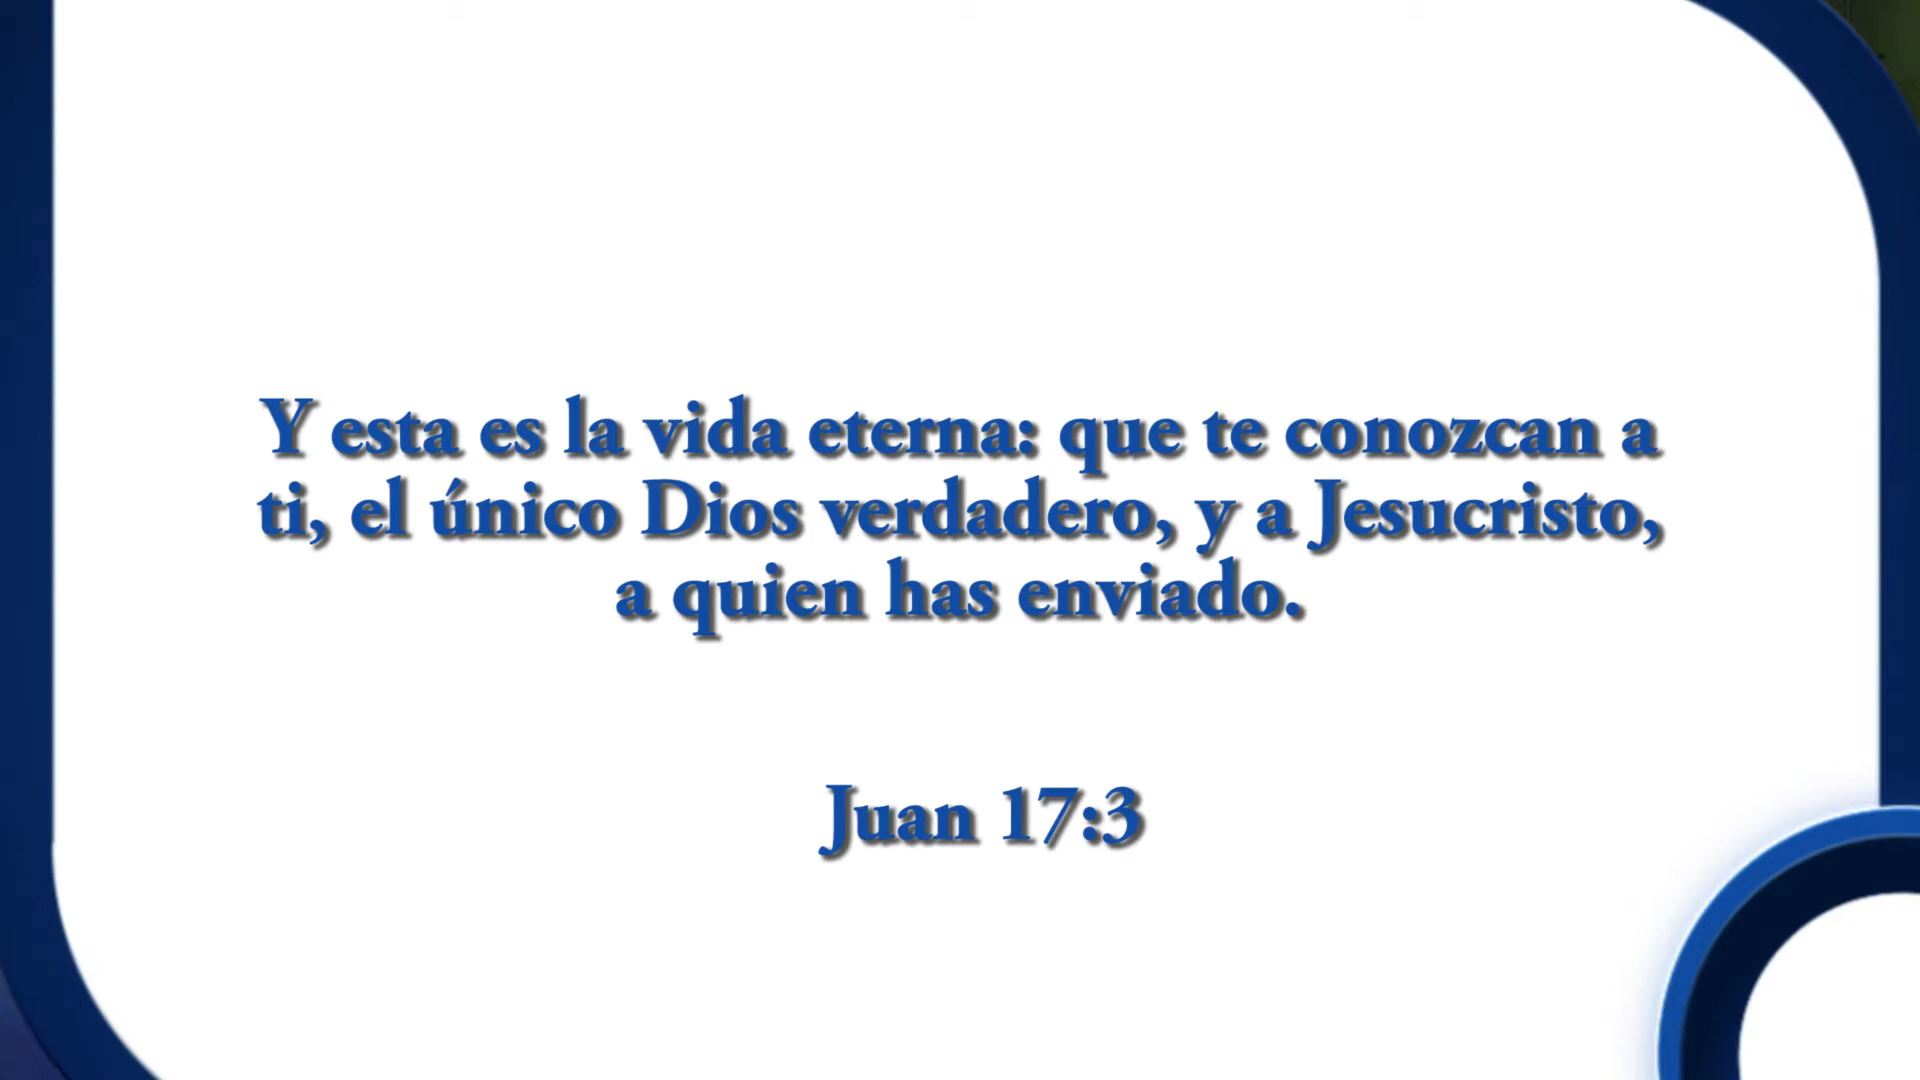 Y esta es la vida eterna: que te conozcan a
ti, el único Dios verdadero, y a Jesucristo,
a quien has enviado.
Juan 17:3